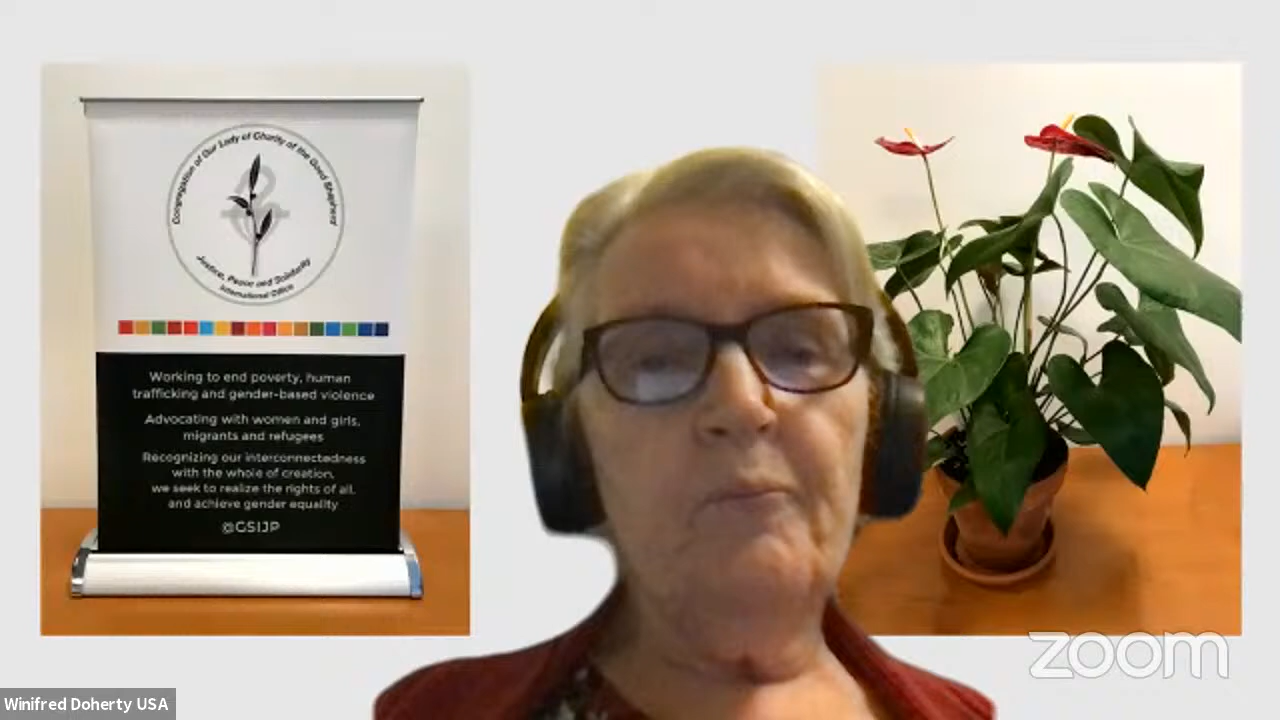 Congregation of Our Lady of Charity of the Good Shepherd
Justice, Peace and Solidarity
International Office
Working to end poverty, human
trafficking and gender-based violence
Advocating with women and girls,
migrants and refugees
Recognizing our interconnectedness
with the whole of creation,
we seek to realize the rights of all,
and achieve gender equality
@GSIJP
zoom
Winifred Doherty USA